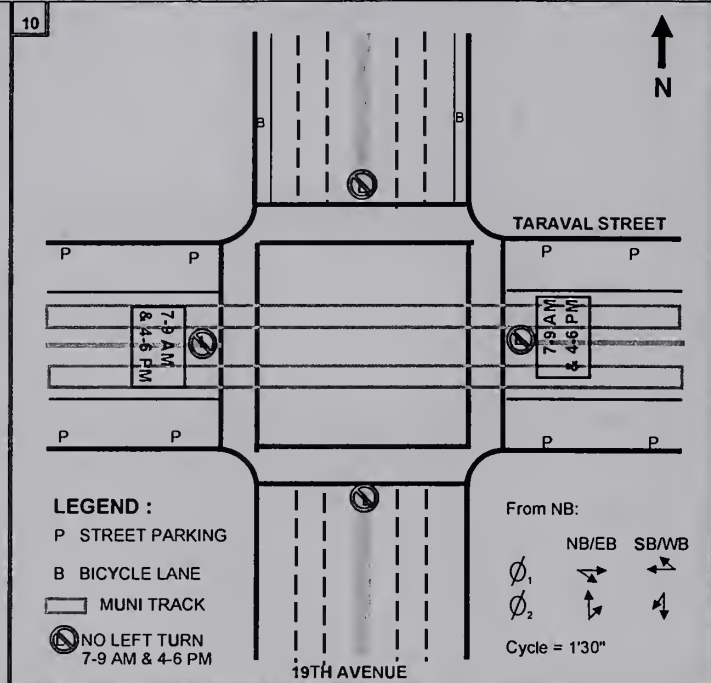 10
N
B
B
TARAVAL STREET
P P P P
7-9 AM
& 4-6 PM
7-9 AM
& 4-6 PM
P P P P
LEGEND :
P STREET PARKING
B BICYCLE LANE
MUNI TRACK
NO LEFT TURN
7-9 AM & 4-6 PM
From NB:
NB/EB SB/WB
Ø₁
Ø₂
Cycle = 1'30"
19TH AVENUE